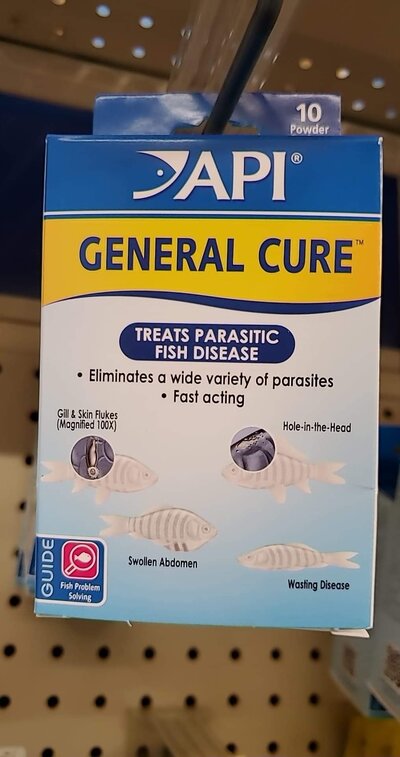 10
Powder
API®
GENERAL CURE™
TREATS PARASITIC
FISH DISEASE
• Eliminates a wide variety of parasites
• Fast acting
Gill & Skin Flukes
(Magnified 100X)
Hole-in-the-Head
Swollen Abdomen
Wasting Disease
GUIDE
Fish Problem
Solving